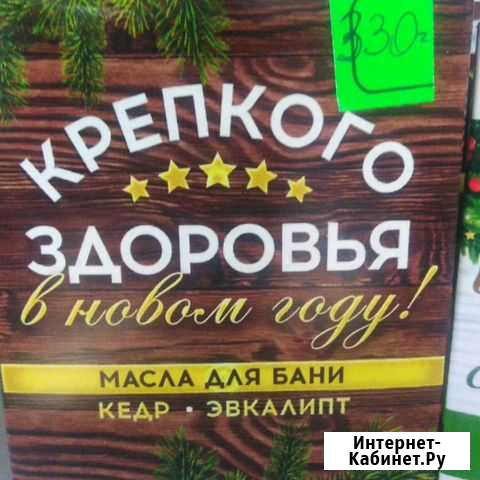 330
КРЕПКОГО
ЗДОРОВЬЯ
в новом году!
МАСЛА ДЛЯ БАНИ
КЕДР • ЭВКАЛИПТ
Интернет-
Кабинет.Ру